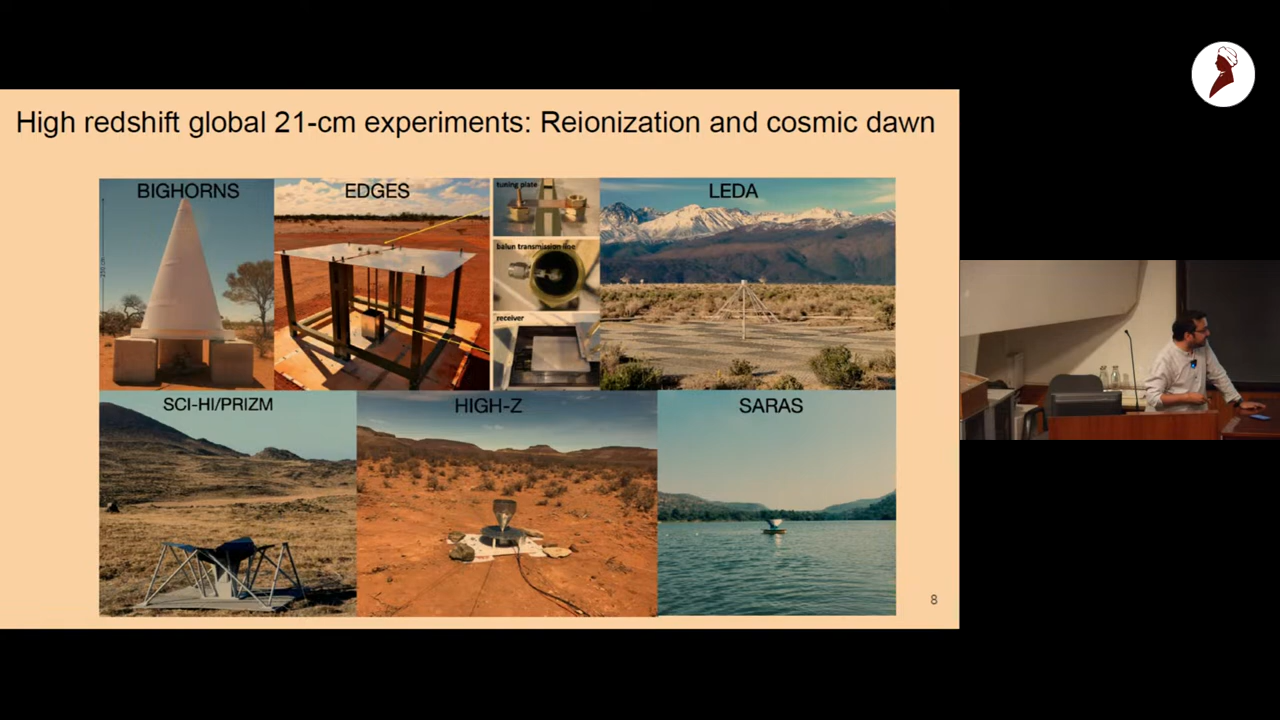 High redshift global 21-cm experiments: Reionization and cosmic dawn
BIGHORNS
EDGES
tuning plate
balun transmission line
receiver
LEDA
SCI-HI/PRIZM
HIGH-Z
SARAS
8